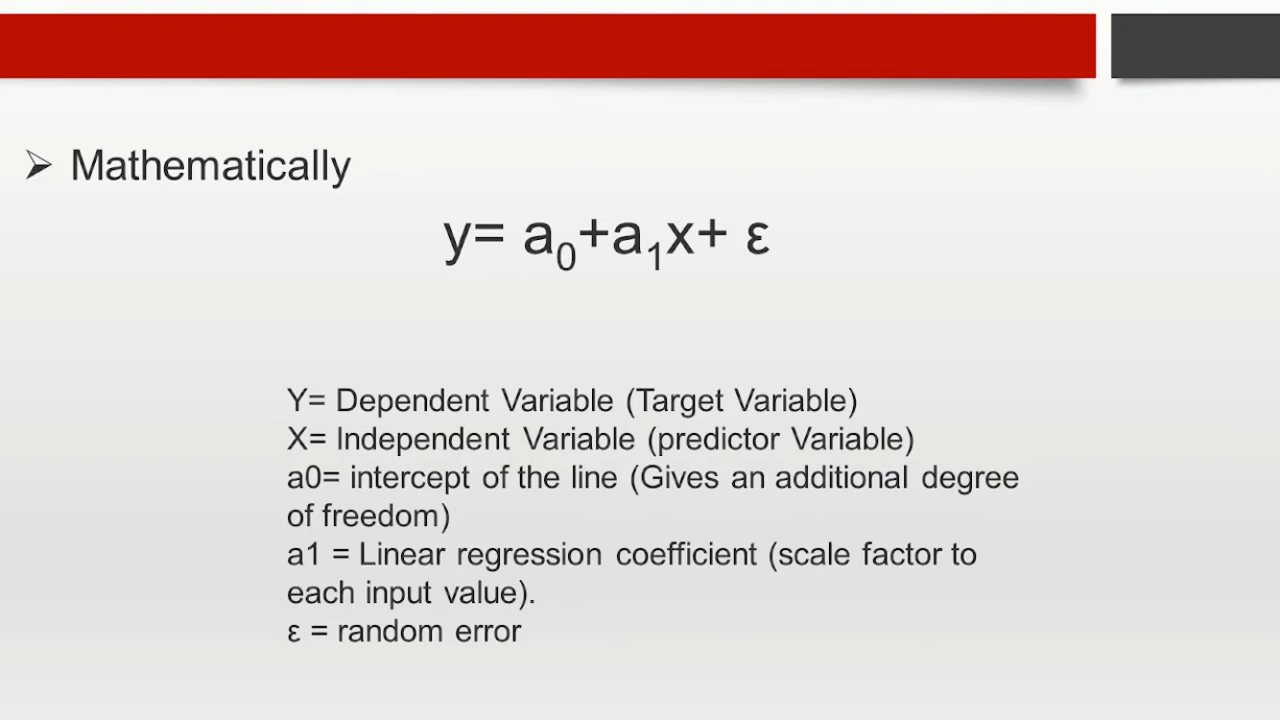 Mathematically
y= a₀+a₁x+ ε
Y= Dependent Variable (Target Variable)
X= Independent Variable (predictor Variable)
a0= intercept of the line (Gives an additional degree
of freedom)
a1 = Linear regression coefficient (scale factor to
each input value).
ε = random error